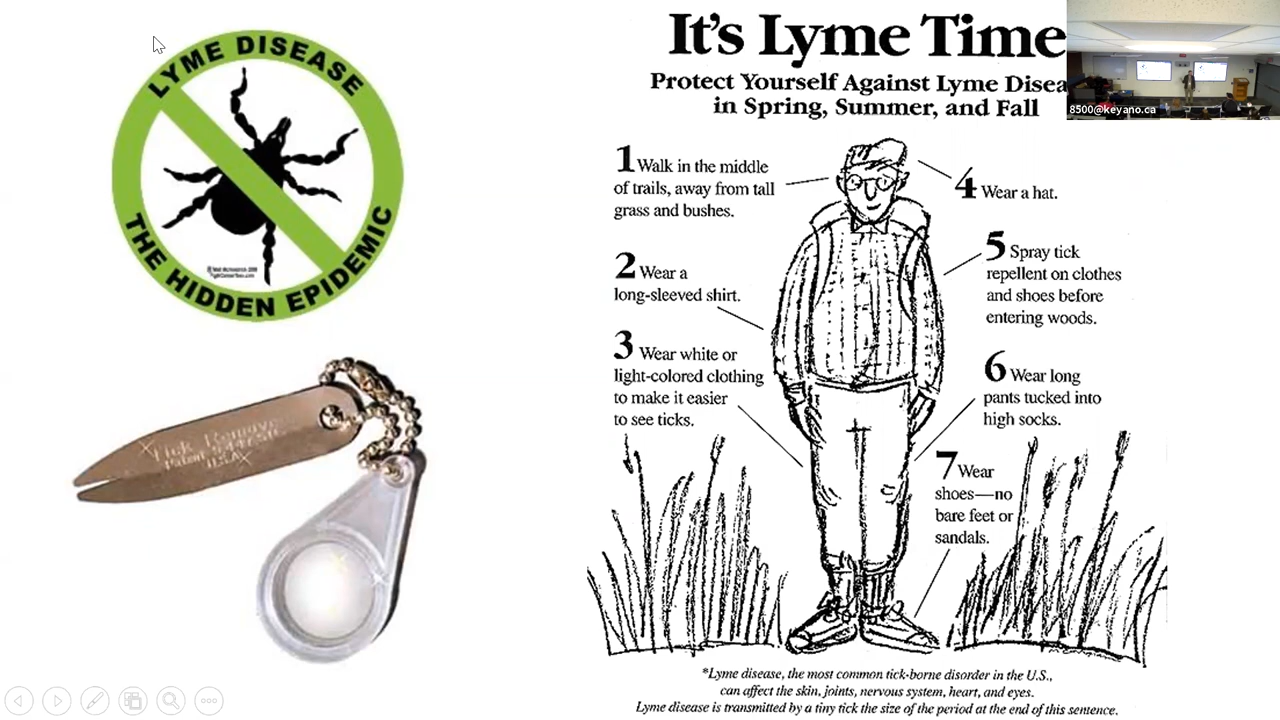 LYME DISEASE
THE HIDDEN EPIDEMIC
Tick Remover
USA
It's Lyme Time
Protect Yourself Against Lyme Disea
in Spring, Summer, and Fall
8500@keyano.ca
1 Walk in the middle
of trails, away from tall
grass and bushes.
2 Wear a
long-sleeved shirt.
3 Wear white or
light-colored clothing
to make it easier
to see ticks.
4 Wear a hat.
5 Spray tick
repellent on clothes
and shoes before
entering woods.
6 Wear long
pants tucked into
high socks.
7 Wear
shoes—no
bare feet or
sandals.
*Lyme disease, the most common tick-borne disorder in the U.S.,
can affect the skin, joints, nervous system, heart, and eyes.
Lyme disease is transmitted by a tiny tick the size of the period at the end of this sentence.